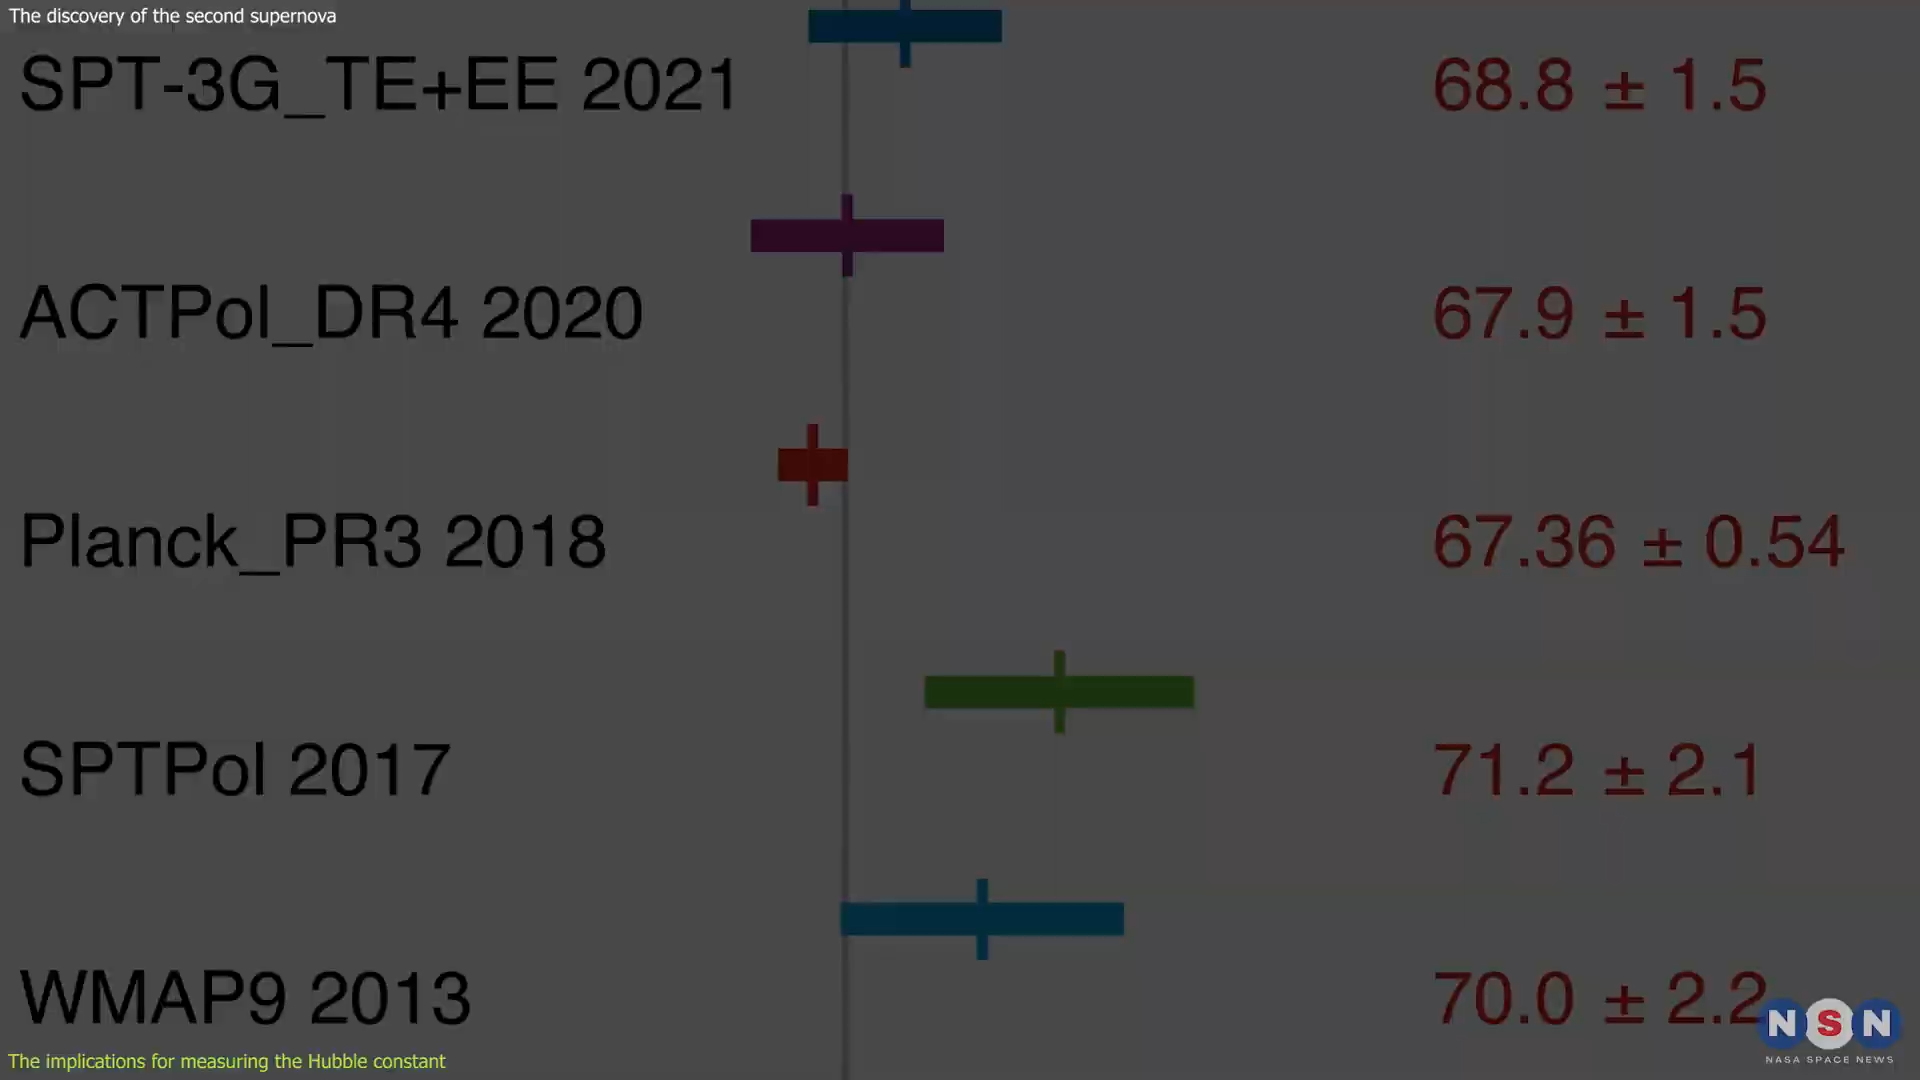 The discovery of the second supernova
SPT-3G_TE+EE 2021 68.8 ± 1.5
ACTPol_DR4 2020 67.9 ± 1.5
Planck_PR3 2018 67.36 ± 0.54
SPTPol 2017 71.2 ± 2.1
WMAP9 2013 70.0 ± 2.2
NSN
NASA SPACE NEWS
The implications for measuring the Hubble constant